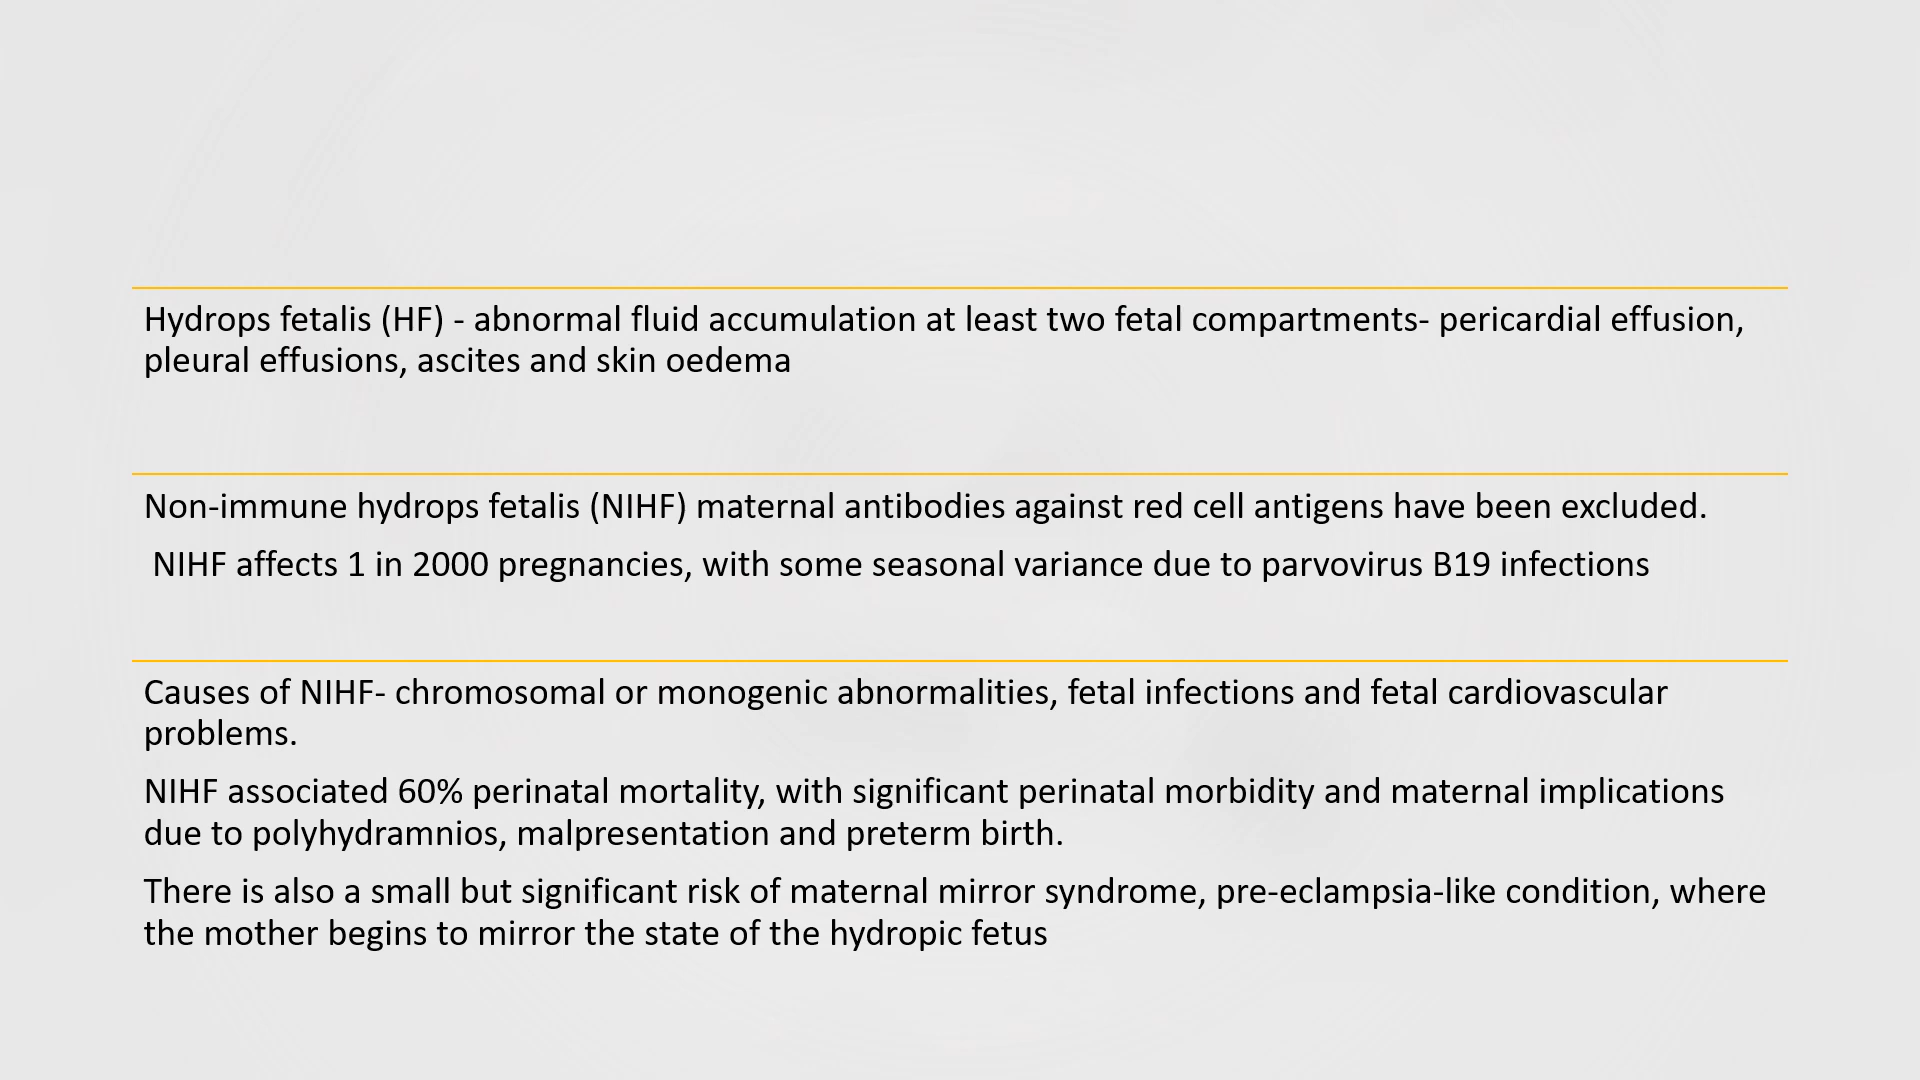 Hydrops fetalis (HF) - abnormal fluid accumulation at least two fetal compartments- pericardial effusion,
pleural effusions, ascites and skin oedema
Non-immune hydrops fetalis (NIHF) maternal antibodies against red cell antigens have been excluded.
NIHF affects 1 in 2000 pregnancies, with some seasonal variance due to parvovirus B19 infections
Causes of NIHF- chromosomal or monogenic abnormalities, fetal infections and fetal cardiovascular
problems.
NIHF associated 60% perinatal mortality, with significant perinatal morbidity and maternal implications
due to polyhydramnios, malpresentation and preterm birth.
There is also a small but significant risk of maternal mirror syndrome, pre-eclampsia-like condition, where
the mother begins to mirror the state of the hydropic fetus